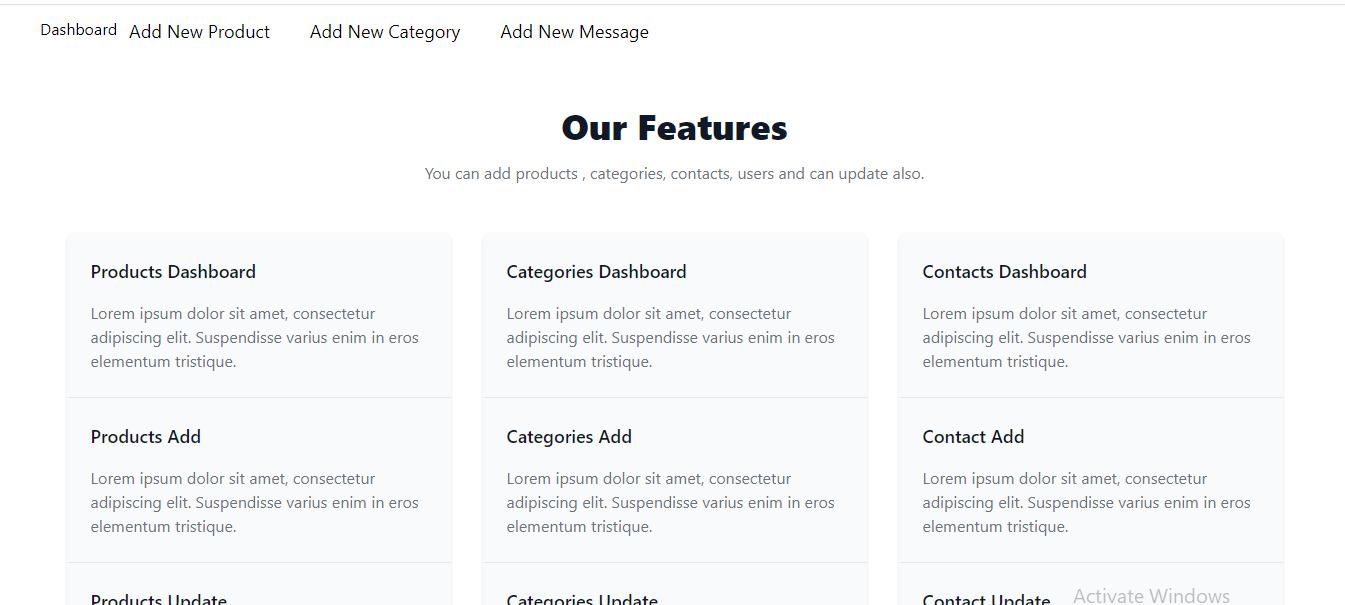 Dashboard Add New Product Add New Category Add New Message
Our Features
You can add products , categories, contacts, users and can update also.
Products Dashboard
Lorem ipsum dolor sit amet, consectetur
adipiscing elit. Suspendisse varius enim in eros
elementum tristique.
Categories Dashboard
Lorem ipsum dolor sit amet, consectetur
adipiscing elit. Suspendisse varius enim in eros
elementum tristique.
Contacts Dashboard
Lorem ipsum dolor sit amet, consectetur
adipiscing elit. Suspendisse varius enim in eros
elementum tristique.
Products Add
Lorem ipsum dolor sit amet, consectetur
adipiscing elit. Suspendisse varius enim in eros
elementum tristique.
Categories Add
Lorem ipsum dolor sit amet, consectetur
adipiscing elit. Suspendisse varius enim in eros
elementum tristique.
Contact Add
Lorem ipsum dolor sit amet, consectetur
adipiscing elit. Suspendisse varius enim in eros
elementum tristique.
Products Update
Categories Update
Contact Update
Activate Windows